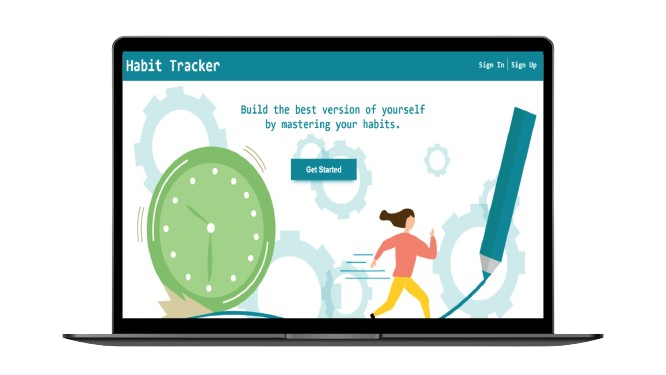 Habit Tracker
Sign In | Sign Up
Build the best version of yourself
by mastering your habits.
Get Started